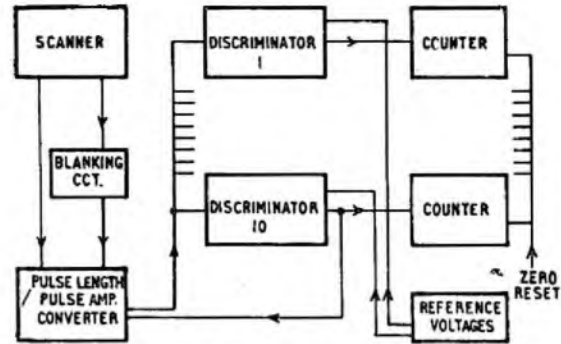 SCANNER
DISCRIMINATOR
1
CCUNTER
BLANKING
CCT.
DISCRIMINATOR
10
COUNTER
PULSE LENGTH
/ PULSE AMP.
CONVERTER
REFERENCE
VOLTAGES
ZERO
RESET